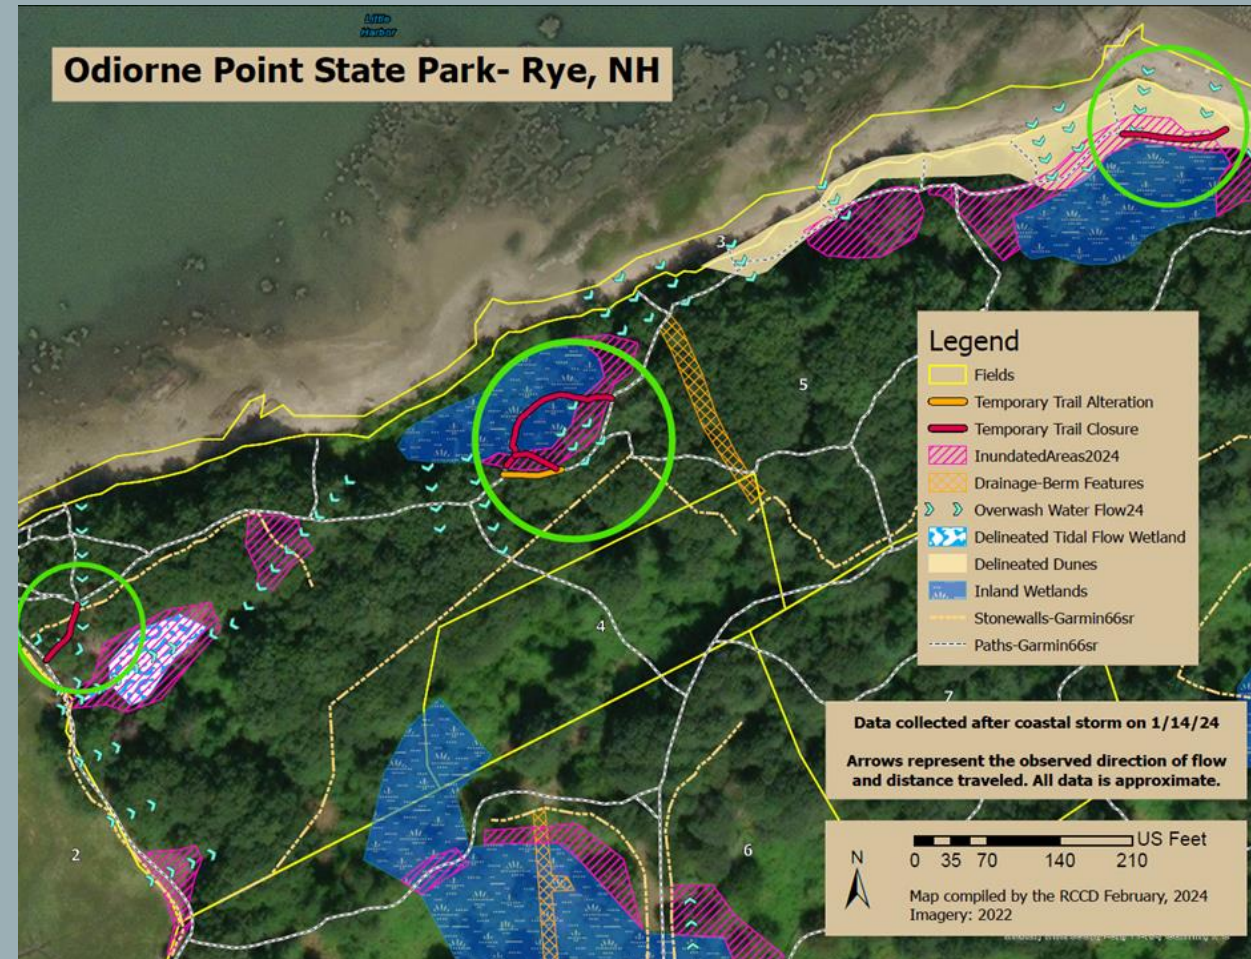 Little
Harbor
Odiorne Point State Park- Rye, NH
3
5
Legend
Fields
Temporary Trail Alteration
Temporary Trail Closure
InundatedAreas2024
Drainage-Berm Features
Overwash Water Flow24
Delineated Tidal Flow Wetland
Delineated Dunes
Inland Wetlands
Stonewalls-Garmin66sr
Paths-Garmin66sr
4
7
Data collected after coastal storm on 1/14/24
Arrows represent the observed direction of flow
and distance traveled. All data is approximate.
2
6
N
US Feet
0 35 70 140 210
Map compiled by the RCCD February, 2024
Imagery: 2022